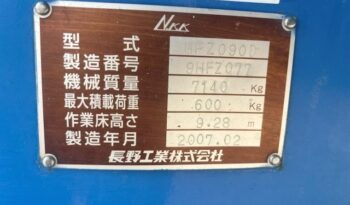 NKK
型式 HFZ090D
製造番号 9HFZ077
機械質量 7140 Kg
最大積載荷重 600 Kg
作業床高さ 9.28 m
製造年月 2007.02
長野工業株式会社